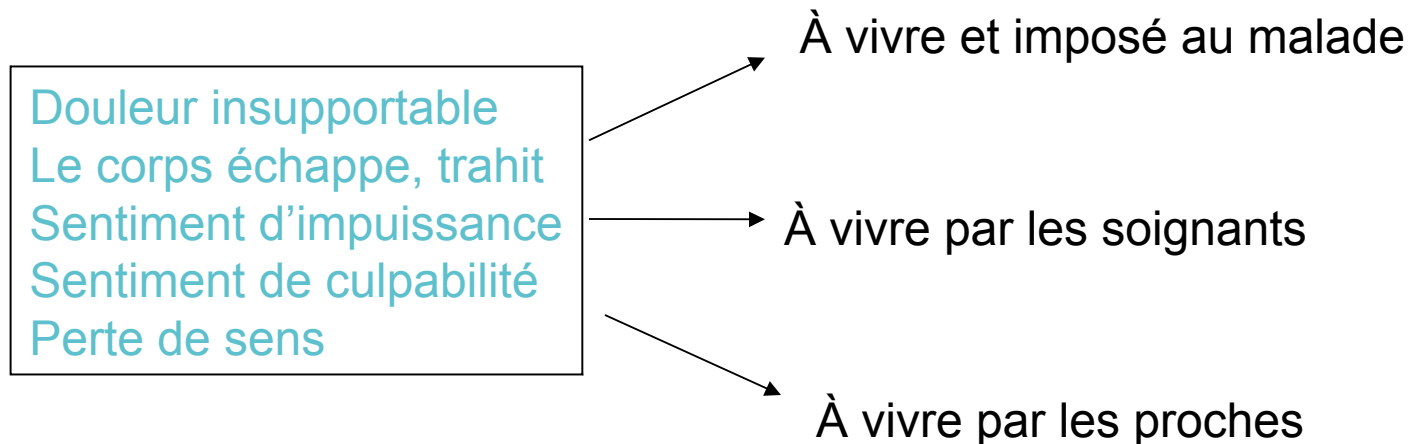 À vivre et imposé au malade
Douleur insupportable
Le corps échappe, trahit
Sentiment d’impuissance
À vivre par les soignants
Sentiment de culpabilité
Perte de sens
À vivre par les proches